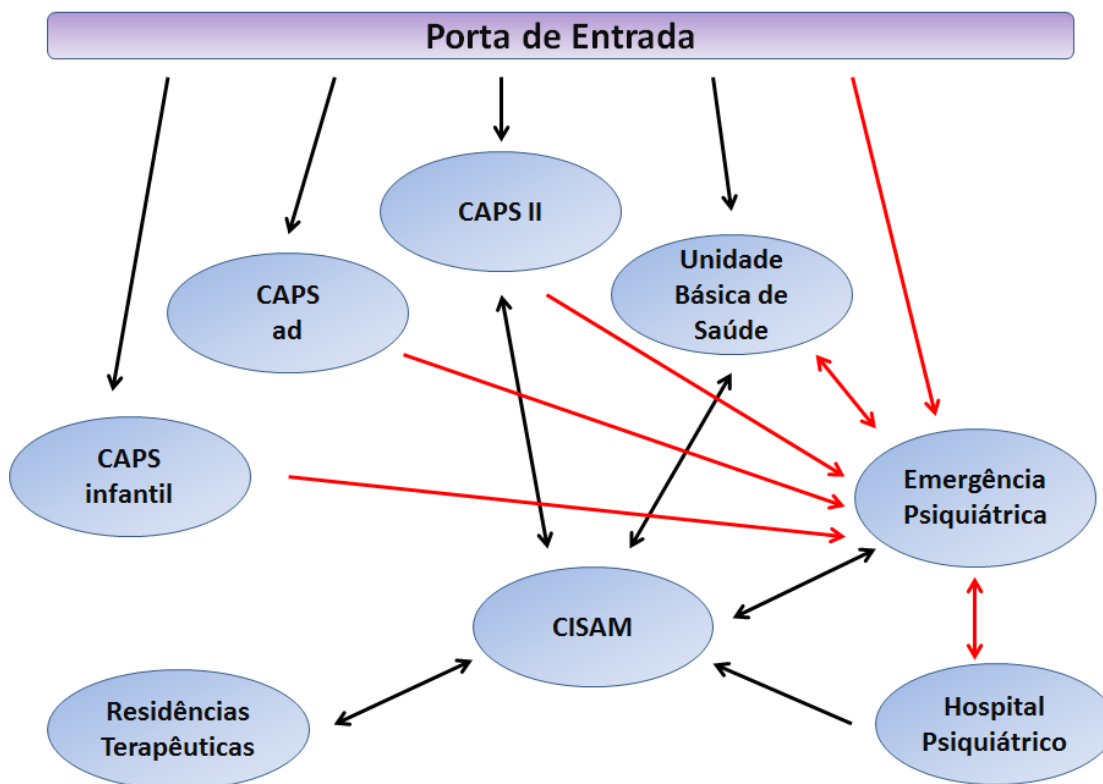 Porta de Entrada
CAPS II
Unidade
Básica de
Saúde
CAPS
ad
CAPS
infantil
Emergência
Psiquiátrica
CISAM
Residências
Terapêuticas
Hospital
Psiquiátrico